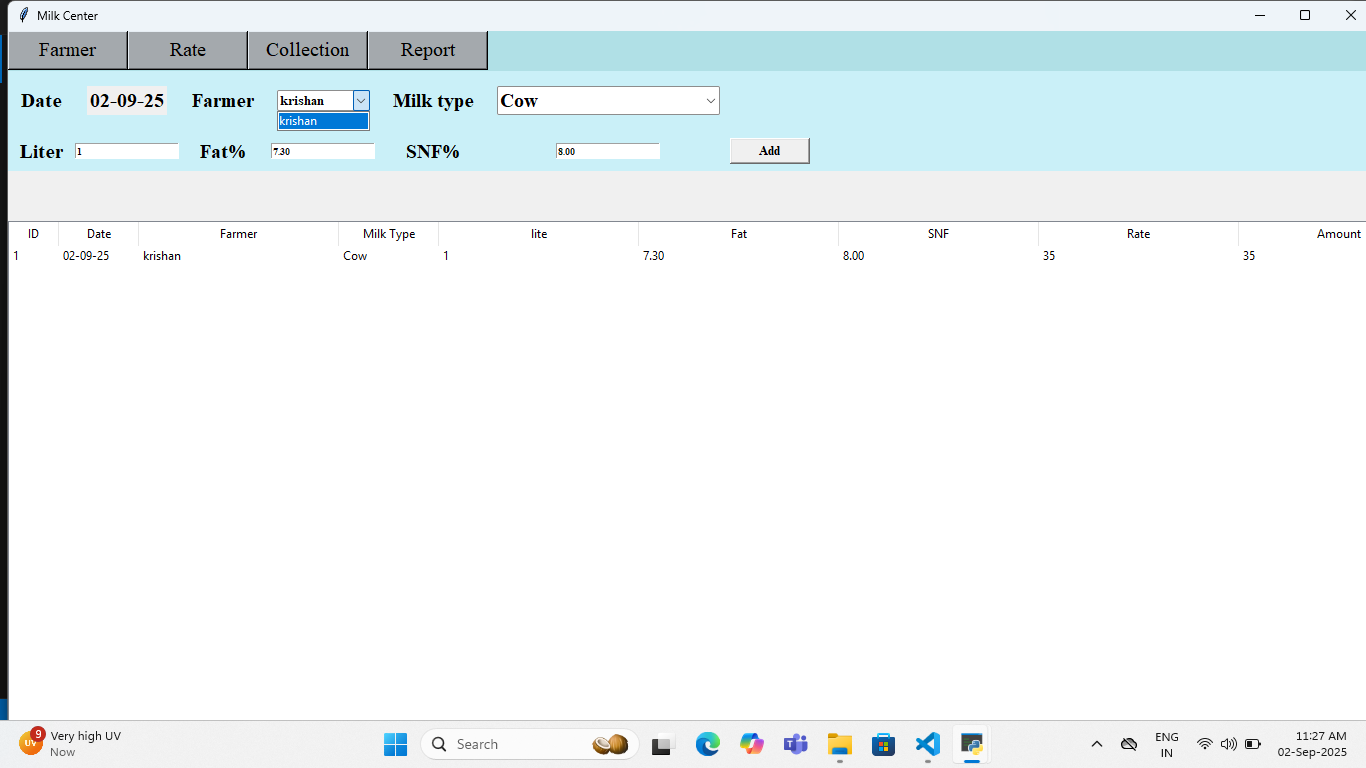 Milk Center
Farmer Rate Collection Report
Date 02-09-25 Farmer krishan Milk type Cow
krishan
Liter 1 Fat% 7.30 SNF% 8.00 Add
ID Date Farmer Milk Type lite Fat SNF Rate Amount
1 02-09-25 krishan Cow 1 7.30 8.00 35 35
UV 9 Very high UV
Now
Search
ENG
IN
11:27 AM
02-Sep-2025